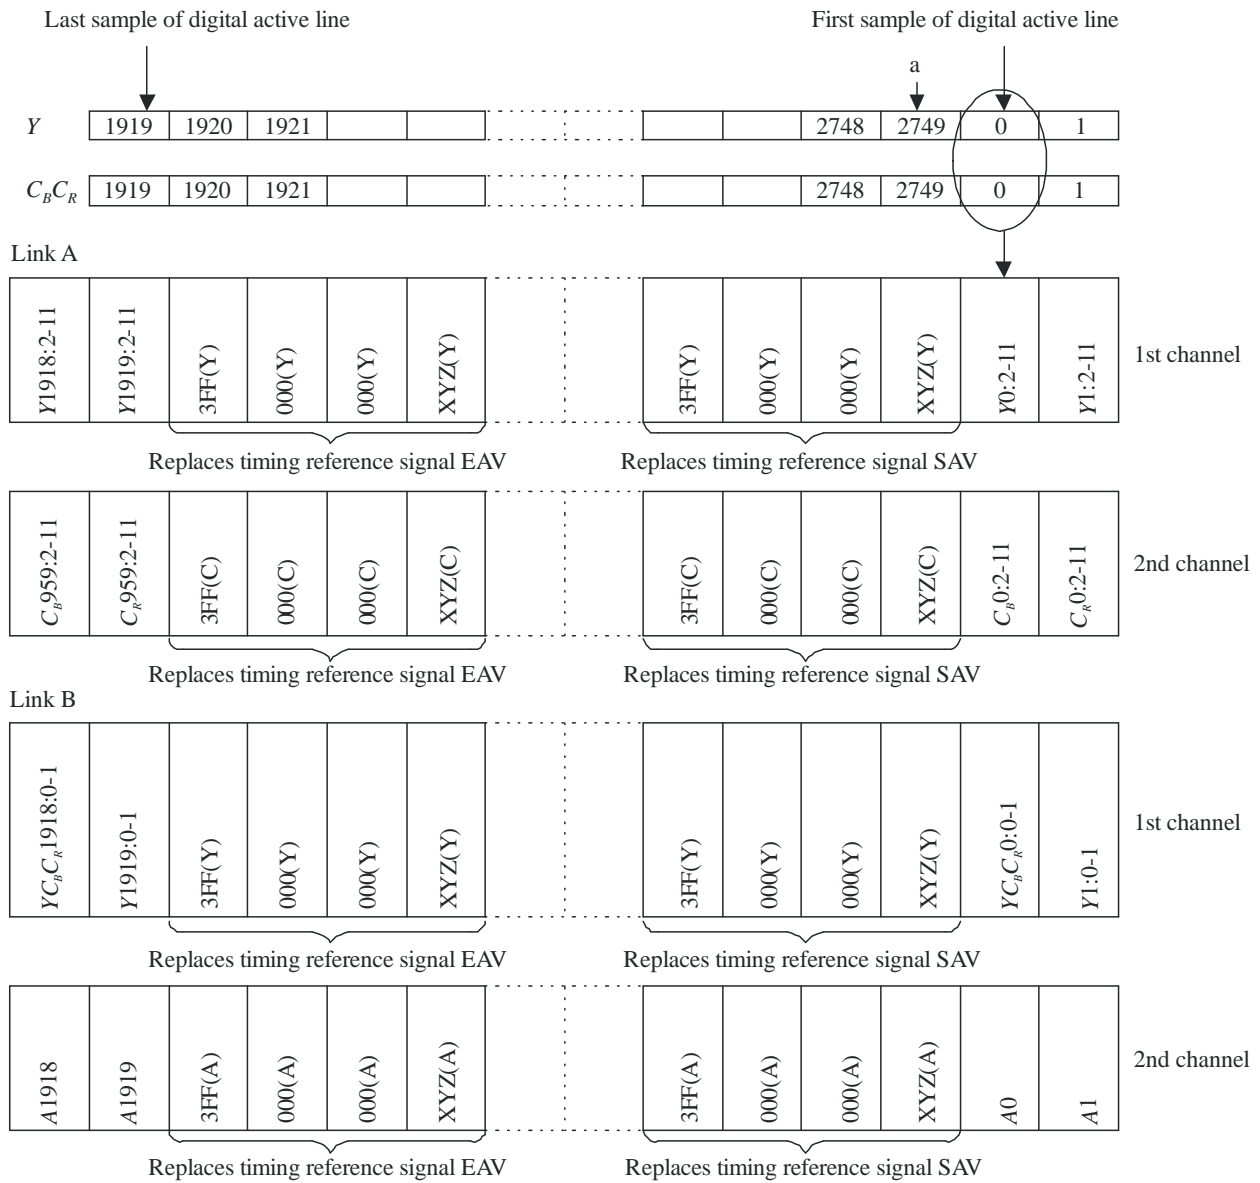 Last sample of digital active line First sample of digital active line
a
Y 1919 1920 1921 2748 2749 0 1
C_BC_R 1919 1920 1921 2748 2749 0 1
Link A
Y1918:2-11 Y1919:2-11 3FF(Y) 000(Y) 000(Y) XYZ(Y) 3FF(Y) 000(Y) 000(Y) XYZ(Y) Y0:2-11 Y1:2-11 1st channel
Replaces timing reference signal EAV Replaces timing reference signal SAV
C_B959:2-11 C_R959:2-11 3FF(C) 000(C) 000(C) XYZ(C) 3FF(C) 000(C) 000(C) XYZ(C) C_B0:2-11 C_R0:2-11 2nd channel
Replaces timing reference signal EAV Replaces timing reference signal SAV
Link B
YC_BC_R1918:0-1 Y1919:0-1 3FF(Y) 000(Y) 000(Y) XYZ(Y) 3FF(Y) 000(Y) 000(Y) XYZ(Y) YC_BC_R0:0-1 Y1:0-1 1st channel
Replaces timing reference signal EAV Replaces timing reference signal SAV
A1918 A1919 3FF(A) 000(A) 000(A) XYZ(A) 3FF(A) 000(A) 000(A) XYZ(A) A0 A1 2nd channel
Replaces timing reference signal EAV Replaces timing reference signal SAV